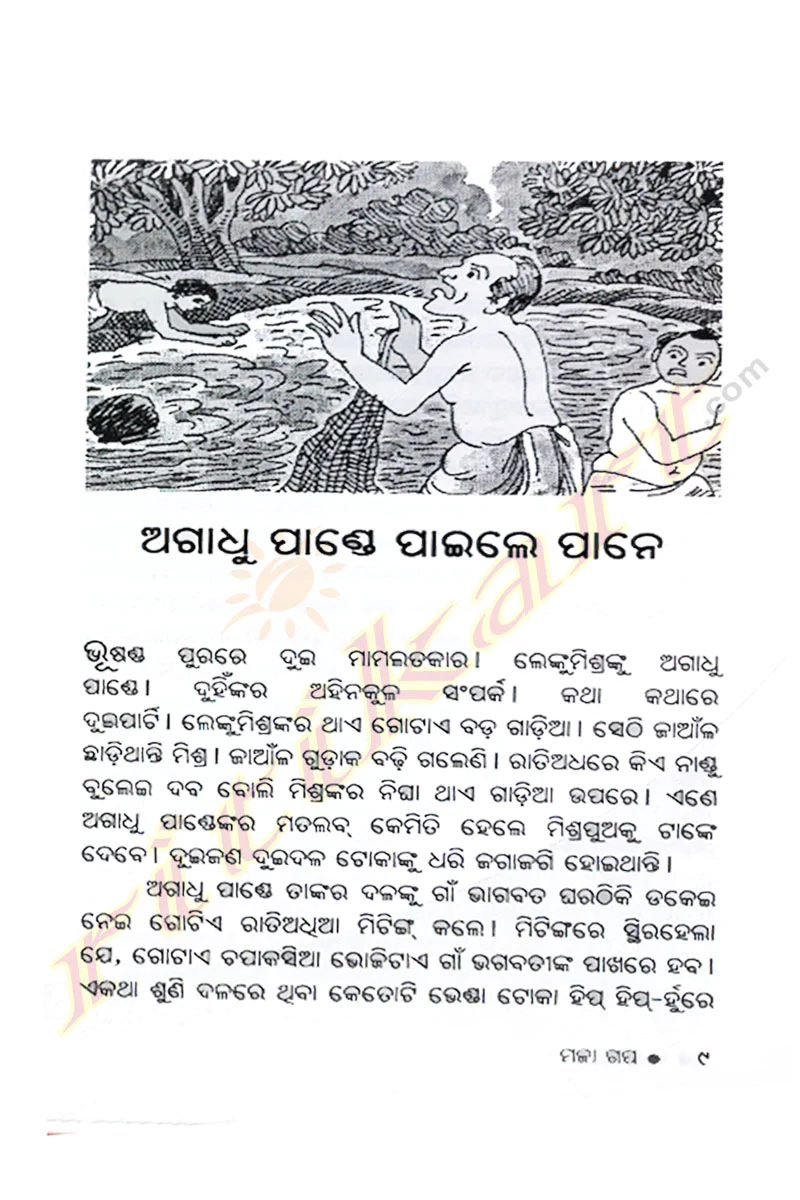 ଅଗାଧୁ ପାଣ୍ଡେ ପାଇଲେ ପାନେ
ଭୂଷଣ୍ଡ ପୁରରେ ଦୁଇ ମାମଲତକାର। ଲେଙ୍କୁମିଶ୍ରଙ୍କୁ ଅଗାଧୁ
ପାଣ୍ଡେ। ଦୁହିଁଙ୍କର ଅହିନକୁଳ ସଂପର୍କ। କଥା କଥାରେ
ଦୁଇପାର୍ଟି। ଲେଙ୍କୁମିଶ୍ରଙ୍କର ଥାଏ ଗୋଟାଏ ବଡ଼ ଗାଡ଼ିଆ। ସେଠି ଜାଆଁଳ
ଛାଡ଼ିଥାନ୍ତି ମିଶ୍ର। ଜାଆଁଳ ଗୁଡ଼ାକ ବଢ଼ି ଗଲେଣି। ରାତିଅଧରେ କିଏ ନାଣ୍ଡୁ
ବୁଲେଇ ଦବ ବୋଲି ମିଶ୍ରଙ୍କର ନିଘା ଥାଏ ଗାଡ଼ିଆ ଉପରେ। ଏଣେ
ଅଗାଧୁ ପାଣ୍ଡେଙ୍କର ମତଲବ୍ କେମିତି ହେଲେ ମିଶ୍ରପୁଅକୁ ଟାଙ୍କେ
ଦେବେ। ଦୁଇଜଣ ଦୁଇଦଳ ଟୋକାଙ୍କୁ ଧରି ଜଗାଜଗି ହୋଇଥାନ୍ତି।
ଅଗାଧୁ ପାଣ୍ଡେ ତାଙ୍କର ଦଳଙ୍କୁ ଗାଁ ଭାଗବତ ଘରଠିକି ଡକେଇ
ନେଇ ଗୋଟିଏ ରାତିଅଧିଆ ମିଟିଙ୍ଗ୍ କଲେ। ମିଟିଙ୍ଗରେ ସ୍ଥିରହେଲା
ଯେ, ଗୋଟାଏ ଚପାକସିଆ ଭୋଜିଟାଏ ଗାଁ ଭଗବତୀଙ୍କ ପାଖରେ ହବ।
ଏକଥା ଶୁଣି ଦଳରେ ଥିବା କେତୋଟି ଭେଣ୍ଡା ଟୋକା ହିପ୍ ହିପ୍-ହୁର୍ରେ
ମଜା ଗପ ● ୯
ririkart.com